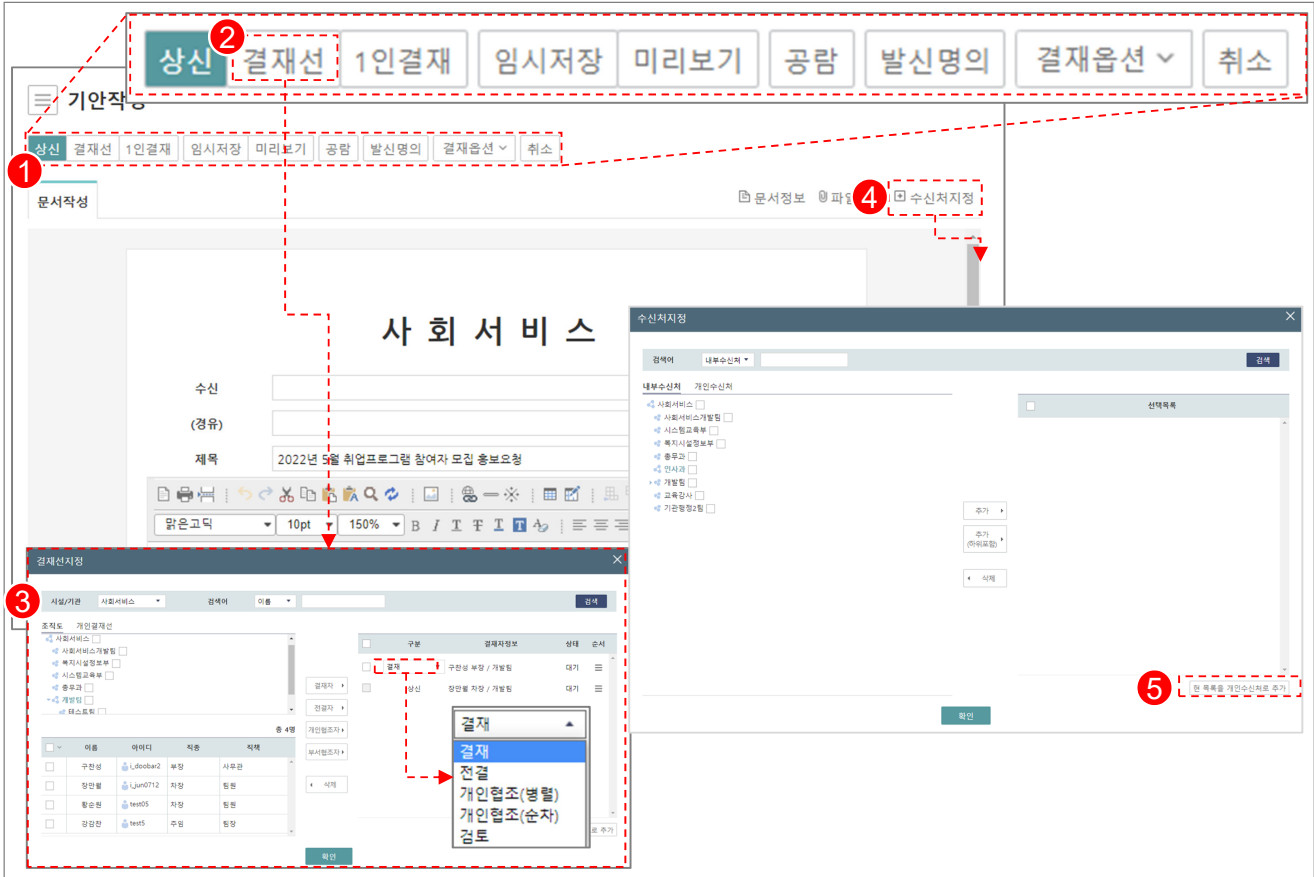 2
상신 결재선 1인결재 임시저장 미리보기 공람 발신명의 결재옵션 취소
기안작성
상신 결재선 1인결재 임시저장 미리보기 공람 발신명의 결재옵션 취소
1
문서작성
문서정보 파일 4 수신처지정
사 회 서 비 스
수신
(경유)
제목 2022년 5월 취업프로그램 참여자 모집 홍보요청
맑은고딕 10pt 150% B I T T T T
수신처지정
검색어 내부수신처 검색
내부수신처 개인수신처
선택목록
사회서비스
사회서비스개발팀
시스템교육부
복지시설정보부
총무과
인사과
개발팀
교육강사
기관행정2팀
추가
추가
(하위포함)
삭제
5 현 목록을 개인수신처로 추가
확인
결재선지정
3
시설/기관 사회서비스 검색어 이름 검색
조직도 개인결재선
사회서비스
사회서비스개발팀
복지시설정보부
시스템교육부
총무과
개발팀
테스트팀
총 4명
이름 아이디 직종 직책
구찬성 i_doobar2 부장 사무관
장만월 i_jun0712 차장 팀원
황순원 test05 차장 팀원
강감찬 test5 주임 팀장
결재자
전결자
개인협조자
부서협조자
삭제
구분 결재자정보 상태 순서
결재 구찬성 부장 / 개발팀 대기
상신 장만월 차장 / 개발팀 대기
결재
결재
전결
개인협조(병렬)
개인협조(순차)
검토
로 추가
확인